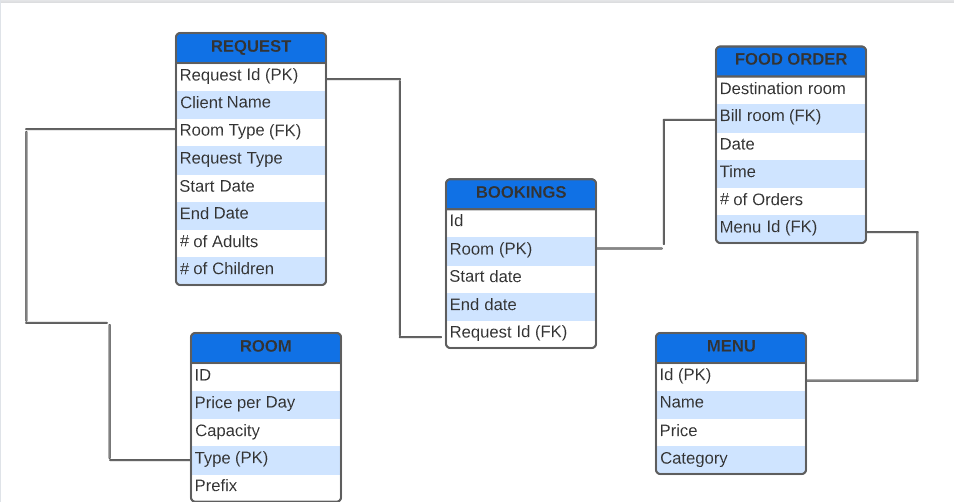 REQUEST
Request Id (PK)
Client Name
Room Type (FK)
Request Type
Start Date
End Date
# of Adults
# of Children
FOOD ORDER
Destination room
Bill room (FK)
Date
Time
# of Orders
Menu Id (FK)
BOOKINGS
Id
Room (PK)
Start date
End date
Request Id (FK)
ROOM
ID
Price per Day
Capacity
Type (PK)
Prefix
MENU
Id (PK)
Name
Price
Category